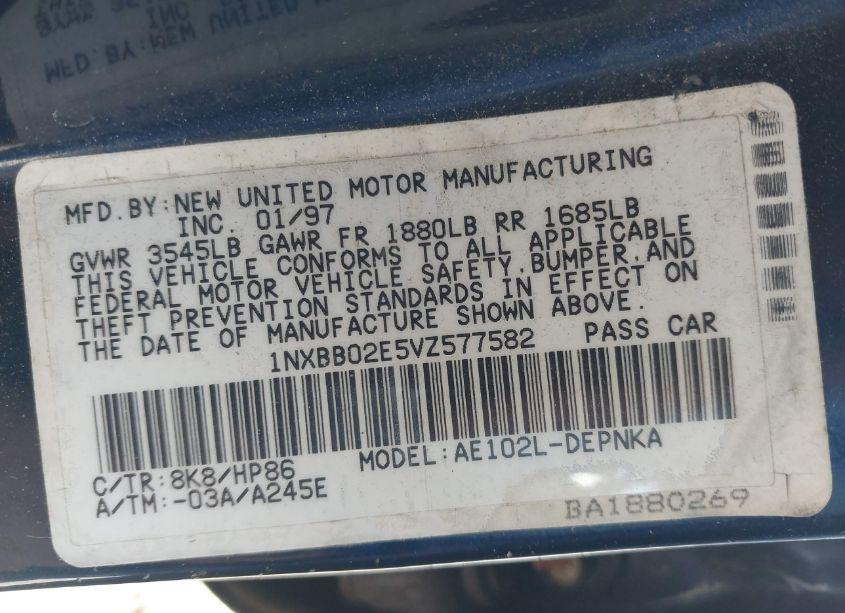 MFD. BY: NEW UNITED MOTOR MANUFACTURING
INC. 01/97
GVWR 3545LB GAWR FR 1880LB RR 1685LB
THIS VEHICLE CONFORMS TO ALL APPLICABLE
FEDERAL MOTOR VEHICLE SAFETY, BUMPER, AND
THEFT PREVENTION STANDARDS IN EFFECT ON
THE DATE OF MANUFACTURE SHOWN ABOVE.
1NXBB02E5VZ577582 PASS CAR
C/TR: 8K8/HP86 MODEL: AE102L-DEPNKA
A/TM: -03A/A245E
BA1880269